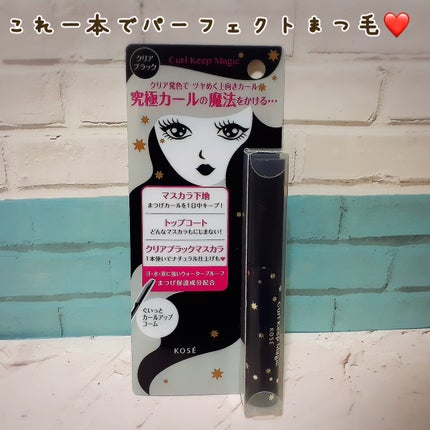 これ一本でパーフェクトまつ毛❤️
クリア
ブラック
Curl Keep Magic
クリア発色で ツヤめく上向きカール
究極カールの魔法をかける…
マスカラ下地
まつげカールを1日中キープ!
トップコート
どんなマスカラもにじまない!
クリアブラックマスカラ
1本使いでナチュラル仕上げも♥
汗・水・涙に強いウォータープルーフ
まつげ保護成分配合
ぐいっと
カールアップ
コーム
KOSÉ
Curl Keep Magic
KOSÉ